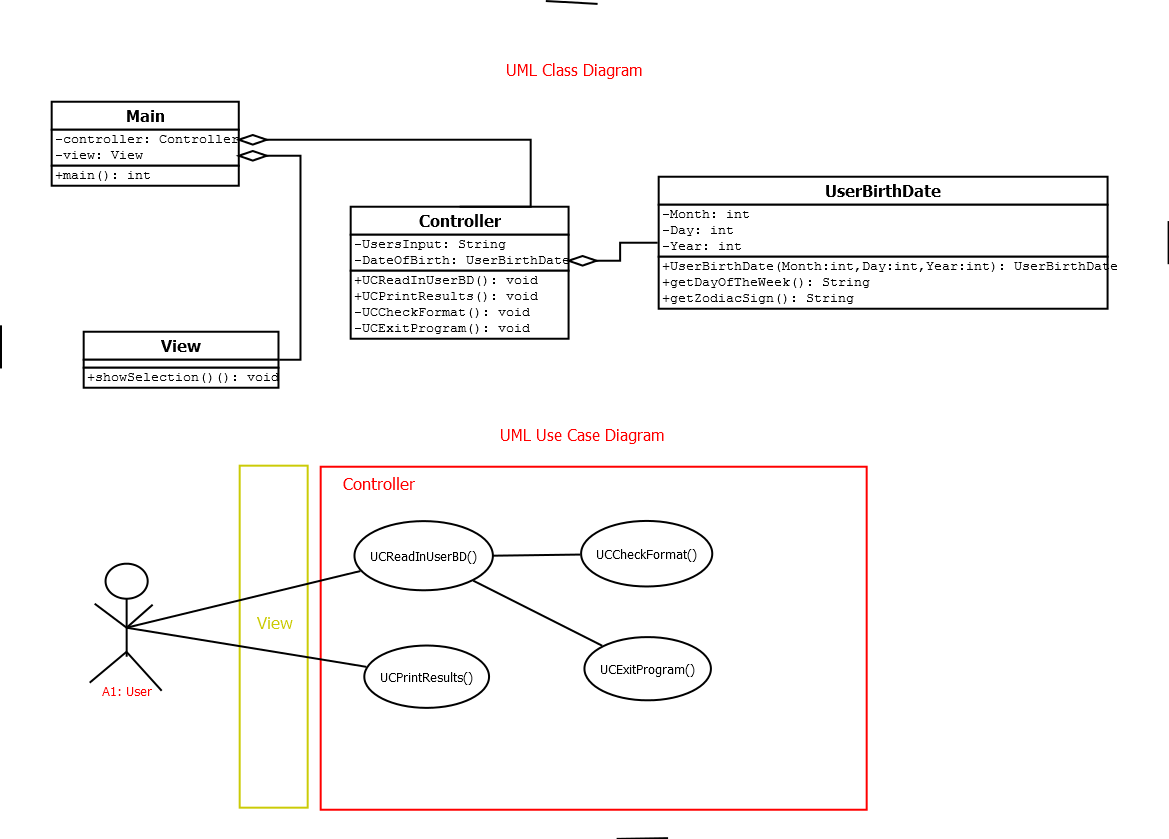 UML Class Diagram
Main
-controller: Controller
-view: View
+main(): int
Controller
-UsersInput: String
-DateOfBirth: UserBirthDate
+UCReadInUserBD(): void
+UCPrintResults(): void
-UCCheckFormat(): void
-UCExitProgram(): void
UserBirthDate
-Month: int
-Day: int
-Year: int
+UserBirthDate(Month:int,Day:int,Year:int): UserBirthDate
+getDayOfTheWeek(): String
+getZodiacSign(): String
View
+showSelection()(): void
UML Use Case Diagram
Controller
UCReadInUserBD()
UCCheckFormat()
View
UCPrintResults()
UCExitProgram()
A1: User